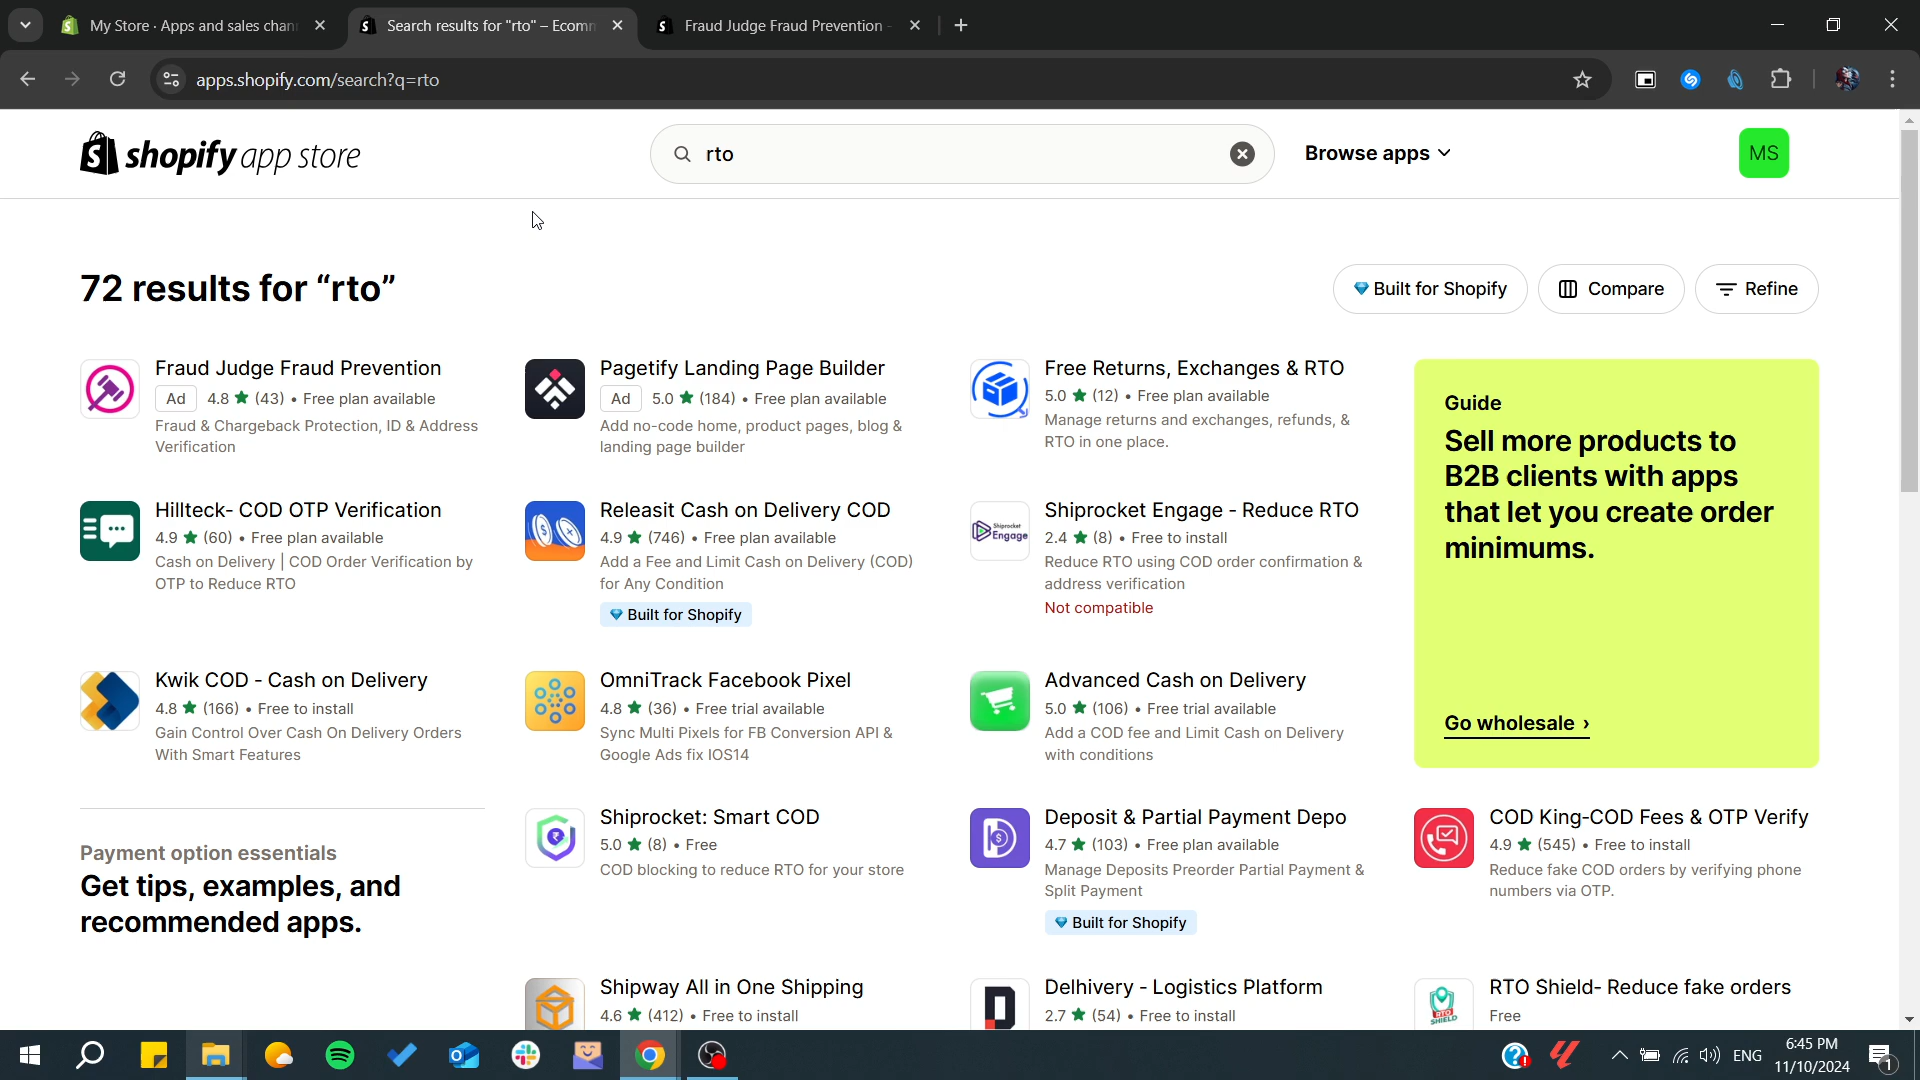 My Store · Apps and sales chan
Search results for "rto" – Ecomm
Fraud Judge Fraud Prevention -
apps.shopify.com/search?q=rto
shopify app store
rto
Browse apps
MS
72 results for “rto”
Built for Shopify
Compare
Refine
Fraud Judge Fraud Prevention
Ad 4.8 ★ (43) • Free plan available
Fraud & Chargeback Protection, ID & Address
Verification
Pagetify Landing Page Builder
Ad 5.0 ★ (184) • Free plan available
Add no-code home, product pages, blog &
landing page builder
Free Returns, Exchanges & RTO
5.0 ★ (12) • Free plan available
Manage returns and exchanges, refunds, &
RTO in one place.
Guide
Sell more products to
B2B clients with apps
that let you create order
minimums.
Go wholesale ›
Hillteck- COD OTP Verification
4.9 ★ (60) • Free plan available
Cash on Delivery | COD Order Verification by
OTP to Reduce RTO
Releasit Cash on Delivery COD
4.9 ★ (746) • Free plan available
Add a Fee and Limit Cash on Delivery (COD)
for Any Condition
Built for Shopify
Shiprocket
Engage
Shiprocket Engage - Reduce RTO
2.4 ★ (8) • Free to install
Reduce RTO using COD order confirmation &
address verification
Not compatible
Kwik COD - Cash on Delivery
4.8 ★ (166) • Free to install
Gain Control Over Cash On Delivery Orders
With Smart Features
OmniTrack Facebook Pixel
4.8 ★ (36) • Free trial available
Sync Multi Pixels for FB Conversion API &
Google Ads fix IOS14
Advanced Cash on Delivery
5.0 ★ (106) • Free trial available
Add a COD fee and Limit Cash on Delivery
with conditions
Payment option essentials
Get tips, examples, and
recommended apps.
Shiprocket: Smart COD
5.0 ★ (8) • Free
COD blocking to reduce RTO for your store
Deposit & Partial Payment Depo
4.7 ★ (103) • Free plan available
Manage Deposits Preorder Partial Payment &
Split Payment
Built for Shopify
COD King-COD Fees & OTP Verify
4.9 ★ (545) • Free to install
Reduce fake COD orders by verifying phone
numbers via OTP.
Shipway All in One Shipping
4.6 ★ (412) • Free to install
Delhivery - Logistics Platform
2.7 ★ (54) • Free to install
RTO
SHIELD
RTO Shield- Reduce fake orders
Free
ENG
6:45 PM
11/10/2024
1